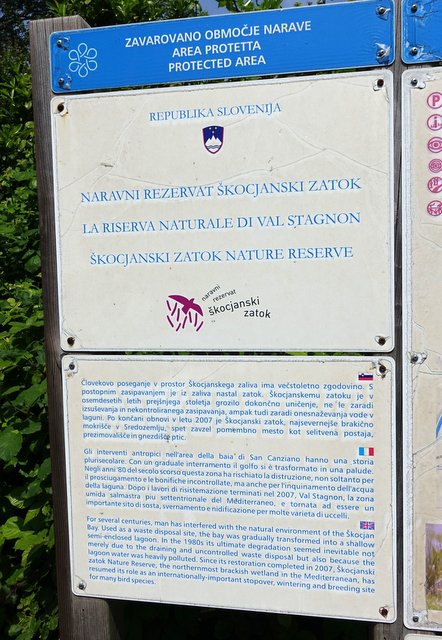 ZAVAROVANO OBMOČJE NARAVE
AREA PROTETTA
PROTECTED AREA
REPUBLIKA SLOVENIJA
NARAVNI REZERVAT ŠKOCJANSKI ZATOK
LA RISERVA NATURALE DI VAL STAGNON
ŠKOCJANSKI ZATOK NATURE RESERVE
naravni
rezervat
škocjanski
zatok
Človekovo poseganje v prostor Škocjanskega zaliva ima večstoletno zgodovino. S
postopnim zasipavanjem je iz zaliva nastal zatok. Škocjanskemu zatoku je v
osemdesetih letih prejšnjega stoletja grozilo dokončno uničenje, ne le zaradi
izsuševanja in nekontroliranega zasipavanja, ampak tudi zaradi onesnaževanja vode v
laguni. Po končani obnovi v letu 2007 je Škocjanski zatok, najsevernejše brakično
mokrišče v Sredozemlju, spet zavzel pomembno mesto kot selitvena postaja,
prezimovališče in gnezdišče ptic.
Gli interventi antropici nell'area della baia di San Canziano hanno una storia
plurisecolare. Con un graduale interramento il golfo si è trasformato in una palude.
Negli anni '80 del secolo scorso questa zona ha rischiato la distruzione, non soltanto per
il prosciugamento e le bonifiche incontrollate, ma anche per l'inquinamento dell'acqua
della laguna. Dopo i lavori di risistemazione terminati nel 2007, Val Stagnon, la zona
umida salmastra piu settentrionale del Mediterraneo, e tornata ad essere un
importante sito di sosta, svernamento e nidificazione per molte varietà di uccelli.
For several centuries, man has interfered with the natural environment of the Škocjan
Bay. Used as a waste disposal site, the bay was gradually transformed into a shallow
semi-enclosed lagoon. In the 1980s its ultimate degradation seemed inevitable not
merely due to the draining and uncontrolled waste disposal but also because the
lagoon water was heavily polluted. Since its restoration completed in 2007, Škocjanski
zatok Nature Reserve, the northernmost brackish wetland in the Mediterranean, has
resumed its role as an internationally-important stopover, wintering and breeding site
for many bird species.
P
i